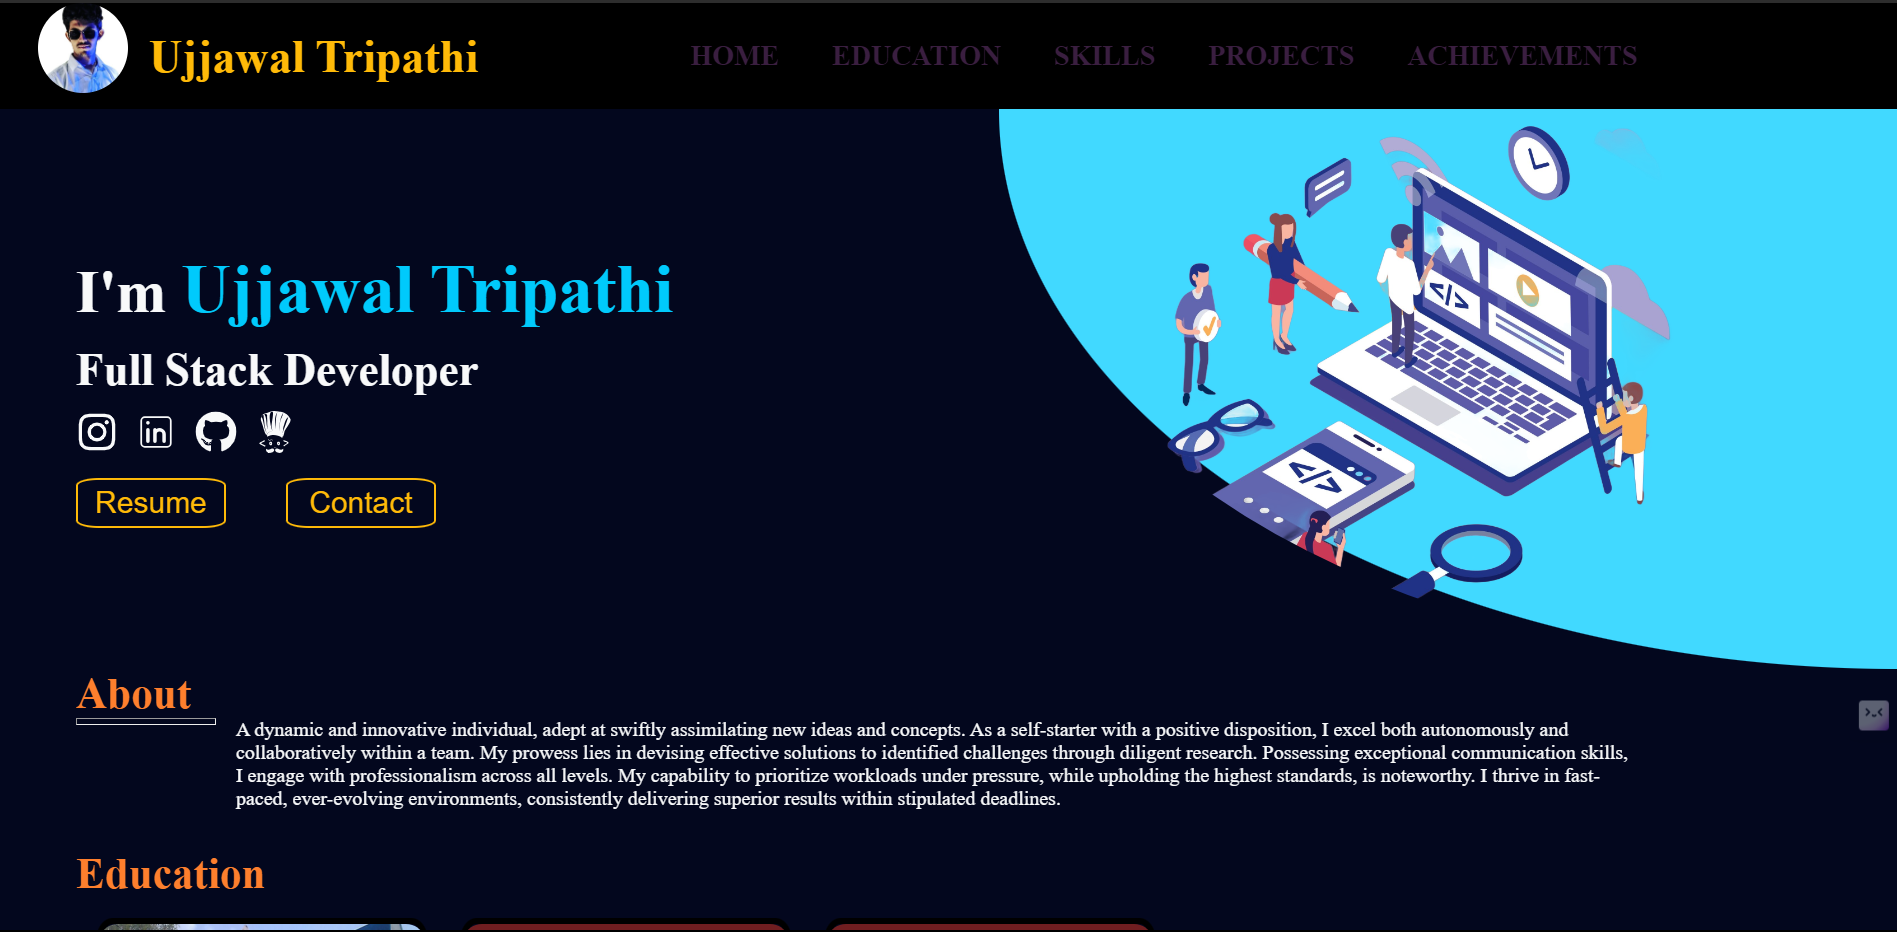 Ujjawal Tripathi
HOME EDUCATION SKILLS PROJECTS ACHIEVEMENTS
I'm Ujjawal Tripathi
Full Stack Developer
Resume Contact
About
A dynamic and innovative individual, adept at swiftly assimilating new ideas and concepts. As a self-starter with a positive disposition, I excel both autonomously and
collaboratively within a team. My prowess lies in devising effective solutions to identified challenges through diligent research. Possessing exceptional communication skills,
I engage with professionalism across all levels. My capability to prioritize workloads under pressure, while upholding the highest standards, is noteworthy. I thrive in fast-
paced, ever-evolving environments, consistently delivering superior results within stipulated deadlines.
Education